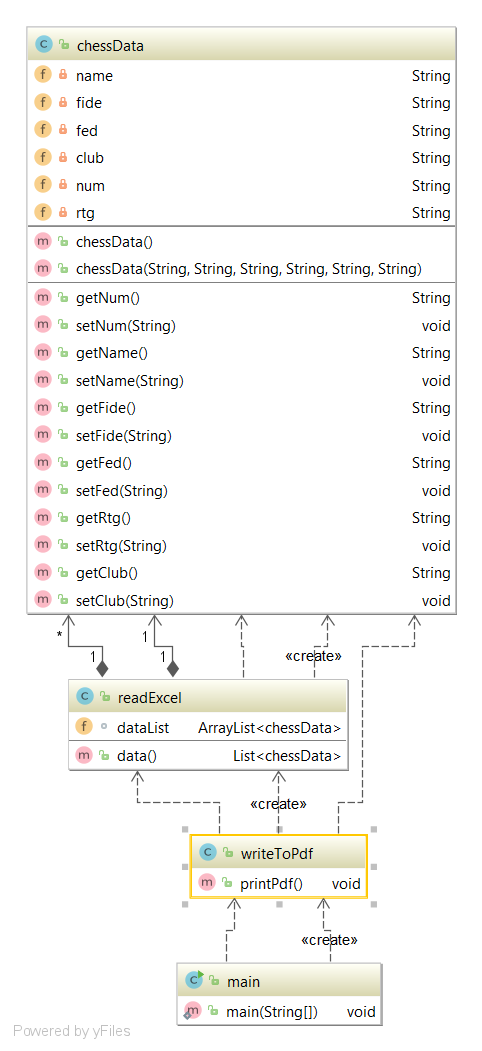 chessData
name String
fide String
fed String
club String
num String
rtg String
chessData()
chessData(String, String, String, String, String, String)
getNum() String
setNum(String) void
getName() String
setName(String) void
getFide() String
setFide(String) void
getFed() String
setFed(String) void
getRtg() String
setRtg(String) void
getClub() String
setClub(String) void
* 1 1 1 «create»
readExcel
dataList ArrayList<chessData>
data() List<chessData>
«create»
writeToPdf
printPdf() void
«create»
main
main(String[]) void
Powered by yFiles